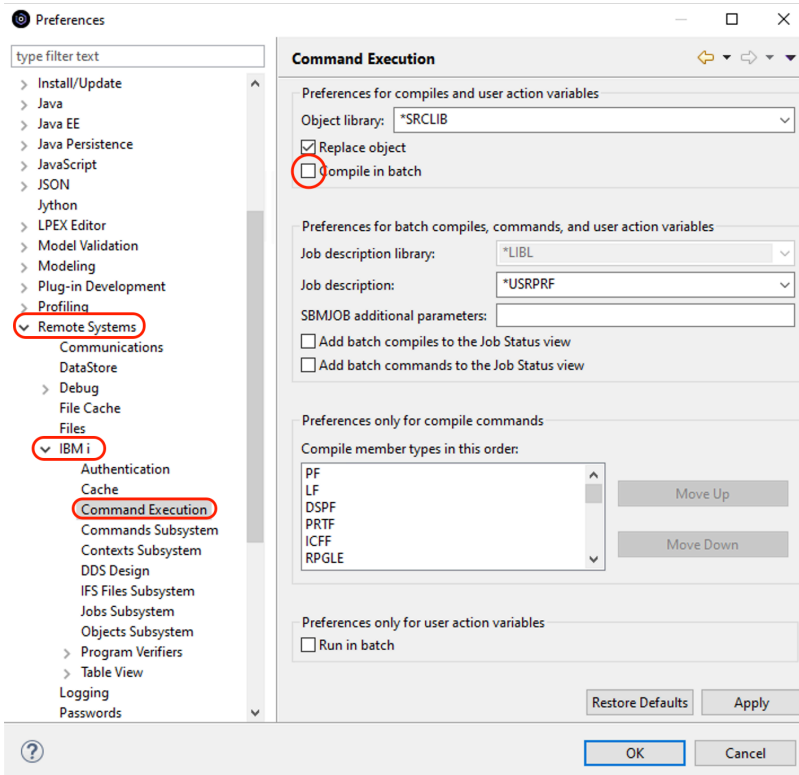 Preferences
type filter text
Install/Update
Java
Java EE
Java Persistence
JavaScript
JSON
Jython
LPEX Editor
Model Validation
Modeling
Plug-in Development
Profiling
Remote Systems
Communications
DataStore
Debug
File Cache
Files
IBM i
Authentication
Cache
Command Execution
Commands Subsystem
Contexts Subsystem
DDS Design
IFS Files Subsystem
Jobs Subsystem
Objects Subsystem
Program Verifiers
Table View
Logging
Passwords
Command Execution
Preferences for compiles and user action variables
Object library: *SRCLIB
Replace object
Compile in batch
Preferences for batch compiles, commands, and user action variables
Job description library: *LIBL
Job description: *USRPRF
SBMJOB additional parameters:
Add batch compiles to the Job Status view
Add batch commands to the Job Status view
Preferences only for compile commands
Compile member types in this order:
PF
LF
DSPF
PRTF
ICFF
RPGLE
Move Up
Move Down
Preferences only for user action variables
Run in batch
Restore Defaults Apply
? OK Cancel